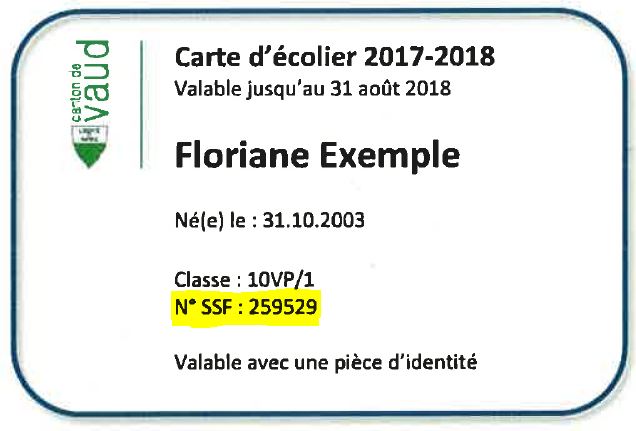 canton de
vaud
LIBERTÉ
ET
PATRIE
Carte d'écolier 2017-2018
Valable jusqu'au 31 août 2018
Floriane Exemple
Né(e) le : 31.10.2003
Classe : 10VP/1
N° SSF : 259529
Valable avec une pièce d'identité